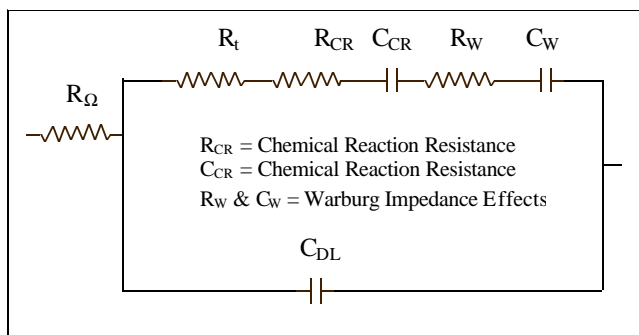 R_t R_CR C_CR R_W C_W
R_Ω
R_CR = Chemical Reaction Resistance
C_CR = Chemical Reaction Resistance
R_W & C_W = Warburg Impedance Effects
C_DL